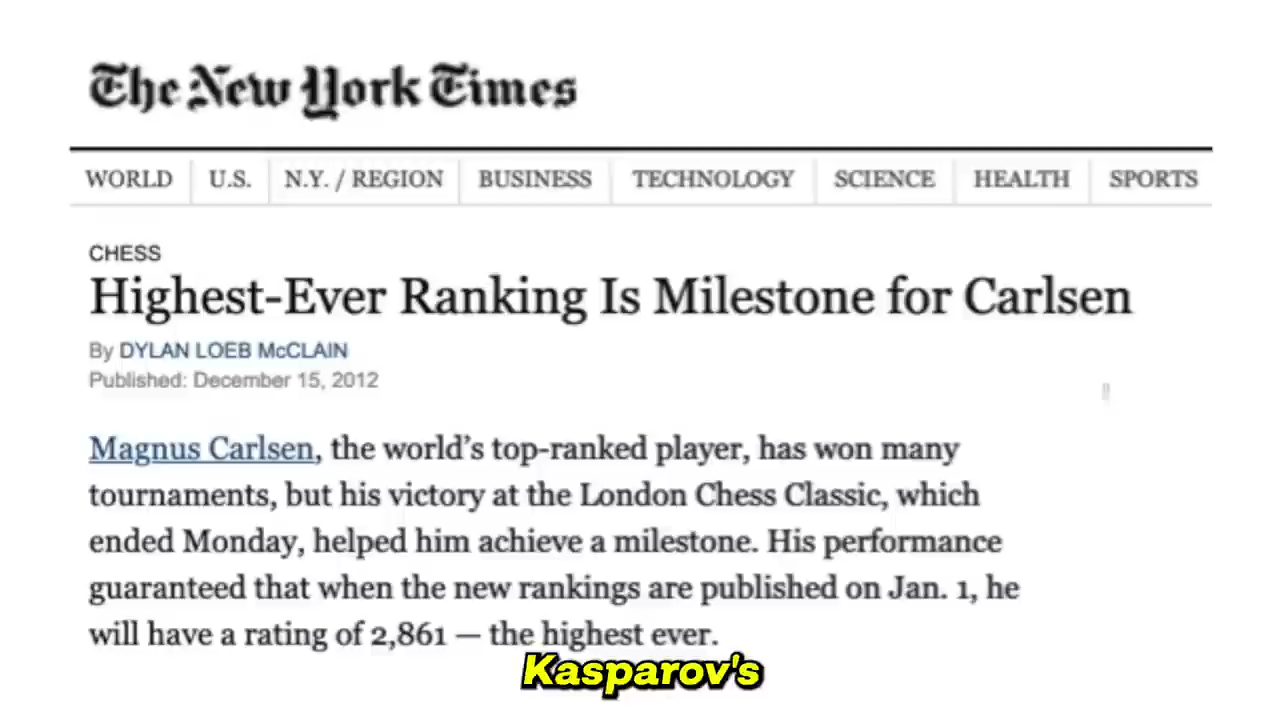 The New York Times
WORLD U.S. N.Y. / REGION BUSINESS TECHNOLOGY SCIENCE HEALTH SPORTS
CHESS
Highest-Ever Ranking Is Milestone for Carlsen
By DYLAN LOEB McCLAIN
Published: December 15, 2012
Magnus Carlsen, the world’s top-ranked player, has won many
tournaments, but his victory at the London Chess Classic, which
ended Monday, helped him achieve a milestone. His performance
guaranteed that when the new rankings are published on Jan. 1, he
will have a rating of 2,861 — the highest ever.
Kasparov's